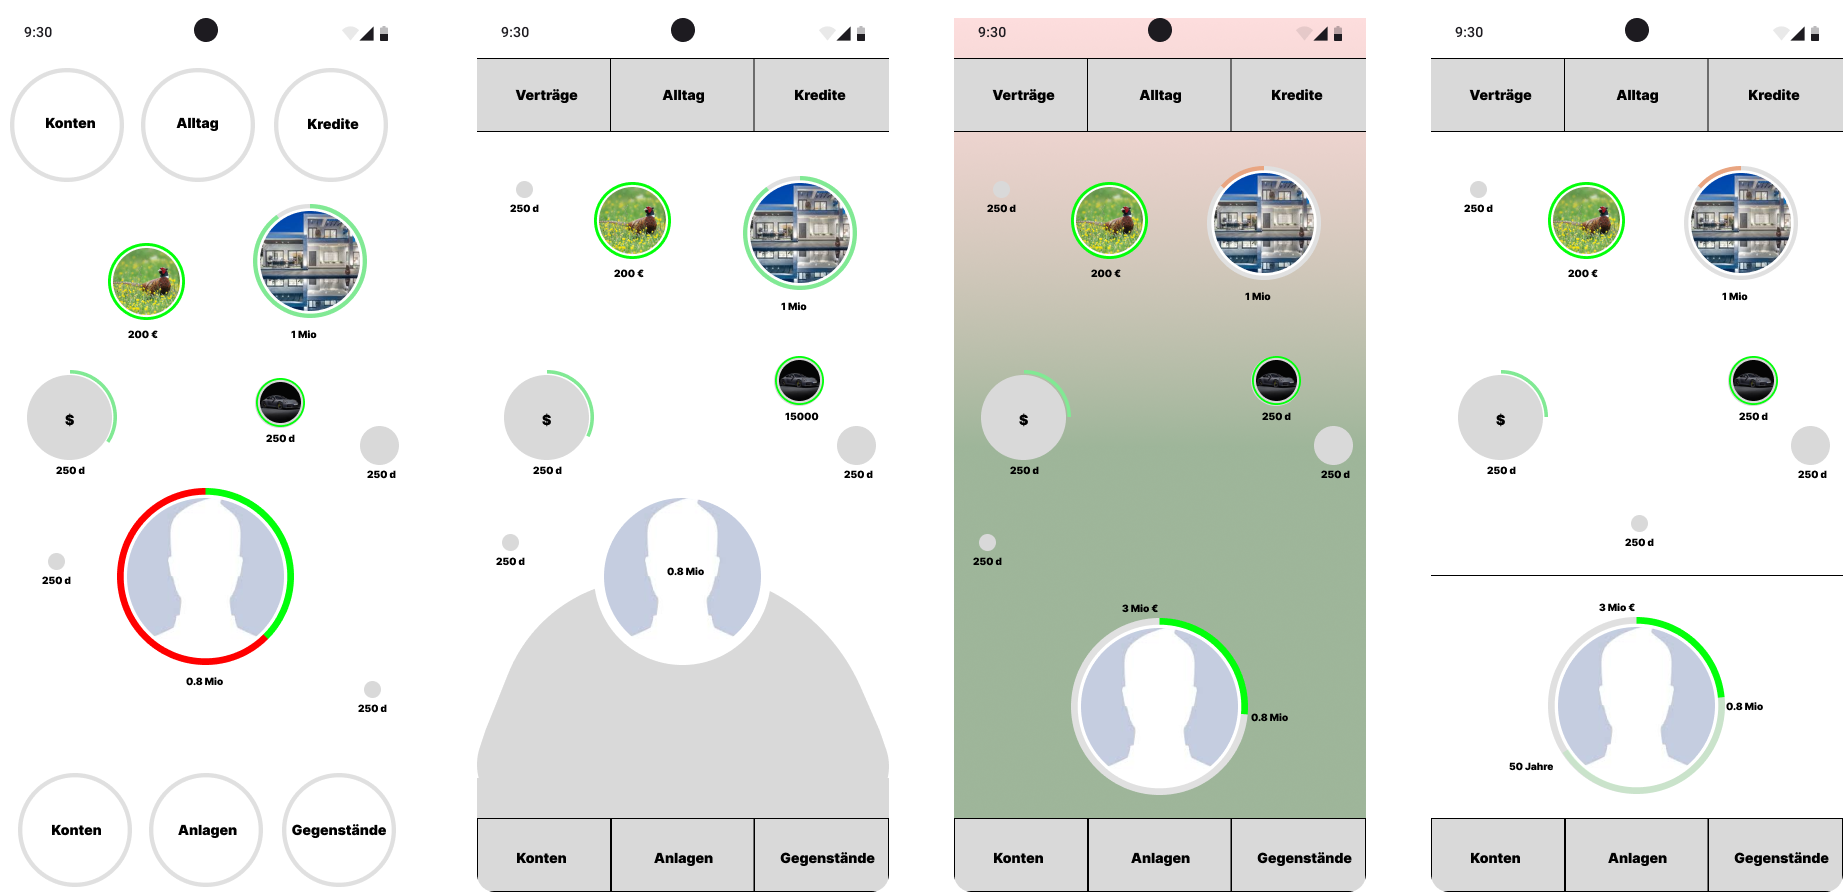 9:30
Konten
Alltag
Kredite
200 €
1 Mio
$
250 d
250 d
250 d
250 d
0.8 Mio
250 d
Konten
Anlagen
Gegenstände
9:30
Verträge
Alltag
Kredite
250 d
200 €
1 Mio
15000
$
250 d
250 d
250 d
0.8 Mio
Konten
Anlagen
Gegenstände
9:30
Verträge
Alltag
Kredite
250 d
200 €
1 Mio
250 d
$
250 d
250 d
250 d
3 Mio €
0.8 Mio
Konten
Anlagen
Gegenstände
9:30
Verträge
Alltag
Kredite
250 d
200 €
1 Mio
250 d
$
250 d
250 d
250 d
3 Mio €
0.8 Mio
50 Jahre
Konten
Anlagen
Gegenstände